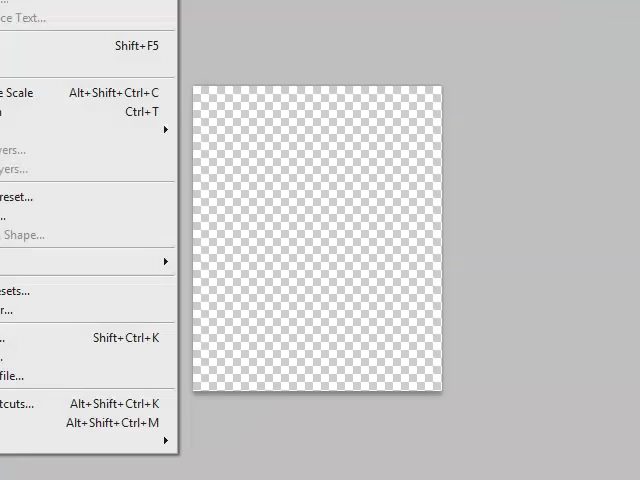 ce Text...
Shift+F5
e Scale Alt+Shift+Ctrl+C
Ctrl+T
yers...
yers...
reset...
..
Shape...
esets...
r...
.. Shift+Ctrl+K
.
file...
tcuts... Alt+Shift+Ctrl+K
Alt+Shift+Ctrl+M